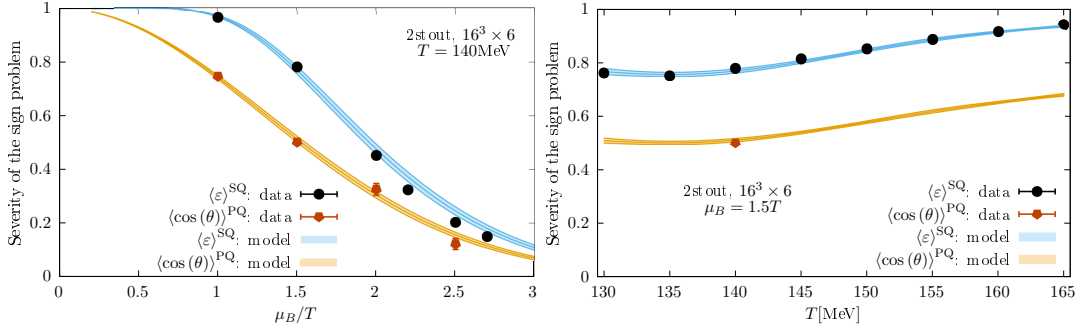 Severity of the sign problem
1
0.8
0.6
0.4
0.2
0
2stout, 16³ × 6
T = 140MeV
⟨ε⟩^SQ: data
⟨cos (θ)⟩^PQ: data
⟨ε⟩^SQ: model
⟨cos (θ)⟩^PQ: model
0 0.5 1 1.5 2 2.5 3
μ_B/T
Severity of the sign problem
1
0.8
0.6
0.4
0.2
0
2stout, 16³ × 6
μ_B = 1.5T
⟨ε⟩^SQ: data
⟨cos (θ)⟩^PQ: data
⟨ε⟩^SQ: model
⟨cos (θ)⟩^PQ: model
130 135 140 145 150 155 160 165
T[MeV]